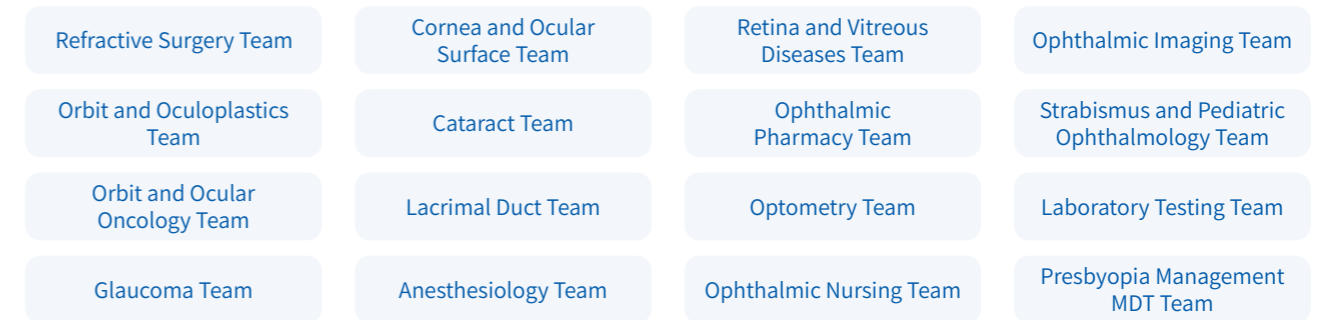 Refractive Surgery Team
Cornea and Ocular
Surface Team
Retina and Vitreous
Diseases Team
Ophthalmic Imaging Team
Orbit and Oculoplastics
Team
Cataract Team
Ophthalmic
Pharmacy Team
Strabismus and Pediatric
Ophthalmology Team
Orbit and Ocular
Oncology Team
Lacrimal Duct Team
Optometry Team
Laboratory Testing Team
Glaucoma Team
Anesthesiology Team
Ophthalmic Nursing Team
Presbyopia Management
MDT Team